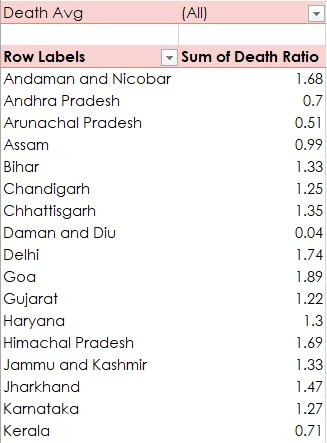 Death Avg (All)
Row Labels Sum of Death Ratio
Andaman and Nicobar 1.68
Andhra Pradesh 0.7
Arunachal Pradesh 0.51
Assam 0.99
Bihar 1.33
Chandigarh 1.25
Chhattisgarh 1.35
Daman and Diu 0.04
Delhi 1.74
Goa 1.89
Gujarat 1.22
Haryana 1.3
Himachal Pradesh 1.69
Jammu and Kashmir 1.33
Jharkhand 1.47
Karnataka 1.27
Kerala 0.71